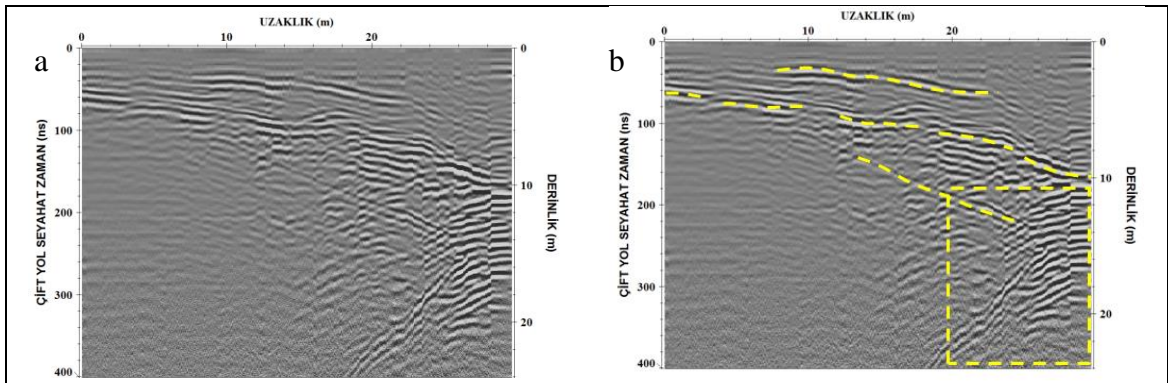 a
UZAKLIK (m)
0 10 20
ÇİFT YOL SEYAHAT ZAMAN (ns)
0
100
200
300
400
DERİNLİK (m)
0
10
20
b
UZAKLIK (m)
0 10 20
ÇİFT YOL SEYAHAT ZAMAN (ns)
0
100
200
300
400
DERİNLİK (m)
0
10
20